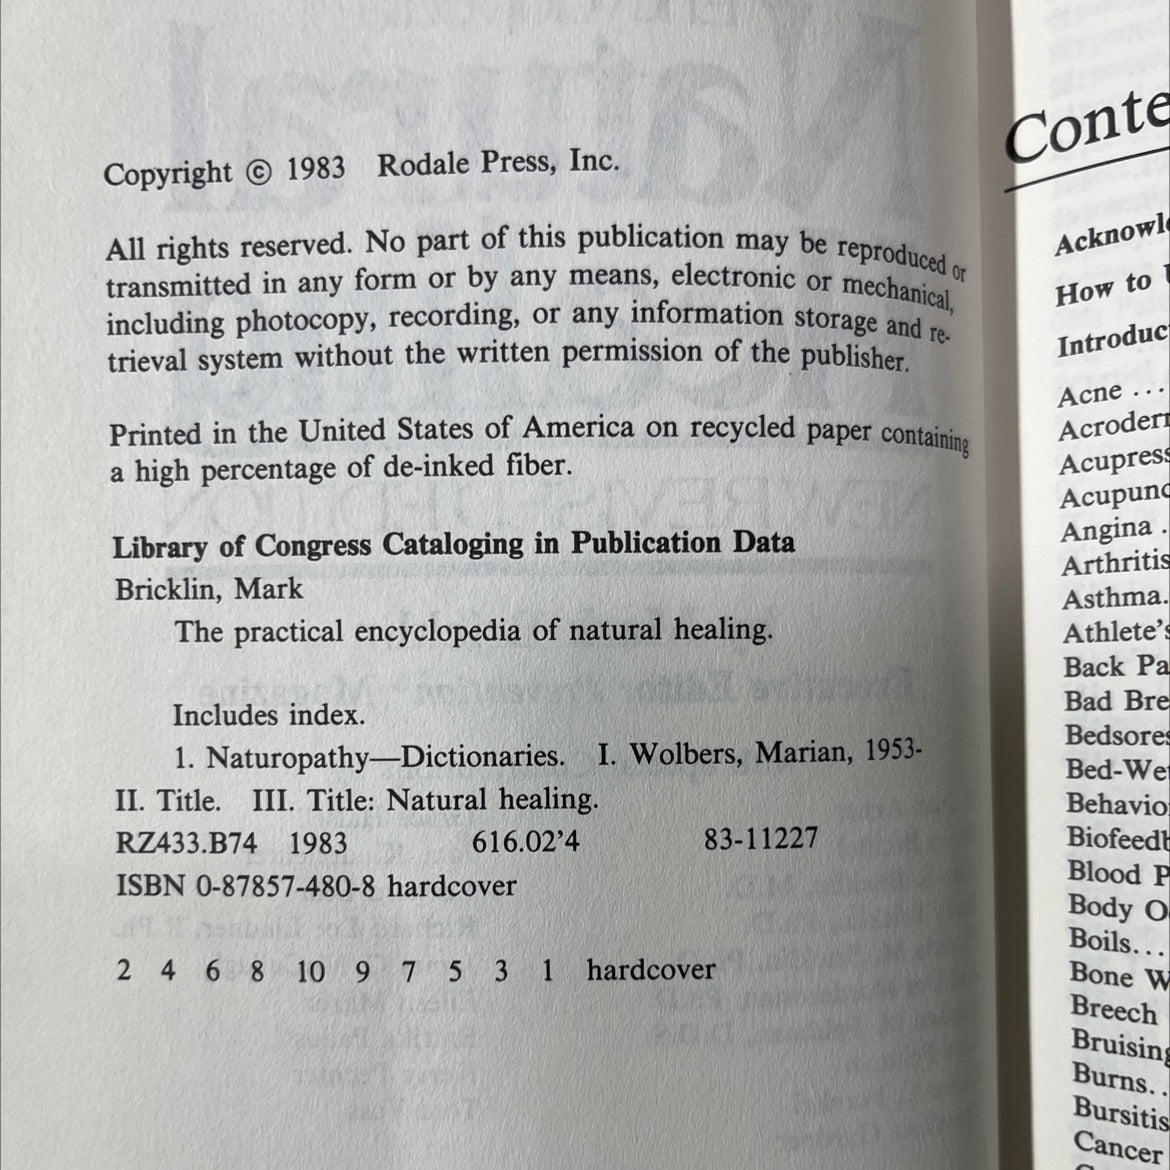 Copyright © 1983 Rodale Press, Inc.
All rights reserved. No part of this publication may be reproduced or
transmitted in any form or by any means, electronic or mechanical,
including photocopy, recording, or any information storage and re-
trieval system without the written permission of the publisher.
Printed in the United States of America on recycled paper containing
a high percentage of de-inked fiber.
Library of Congress Cataloging in Publication Data
Bricklin, Mark
The practical encyclopedia of natural healing.
Includes index.
1. Naturopathy—Dictionaries. I. Wolbers, Marian, 1953-
II. Title. III. Title: Natural healing.
RZ433.B74 1983 616.02'4 83-11227
ISBN 0-87857-480-8 hardcover
2 4 6 8 10 9 7 5 3 1 hardcover
Conte
Acknowle
How to U
Introduc
Acne ...
Acroderm
Acupress
Acupunc
Angina .
Arthritis
Asthma.
Athlete's
Back Pa
Bad Bre
Bedsores
Bed-Wet
Behavio
Biofeedb
Blood P
Body O
Boils...
Bone W
Breech
Bruising
Burns..
Bursitis
Cancer